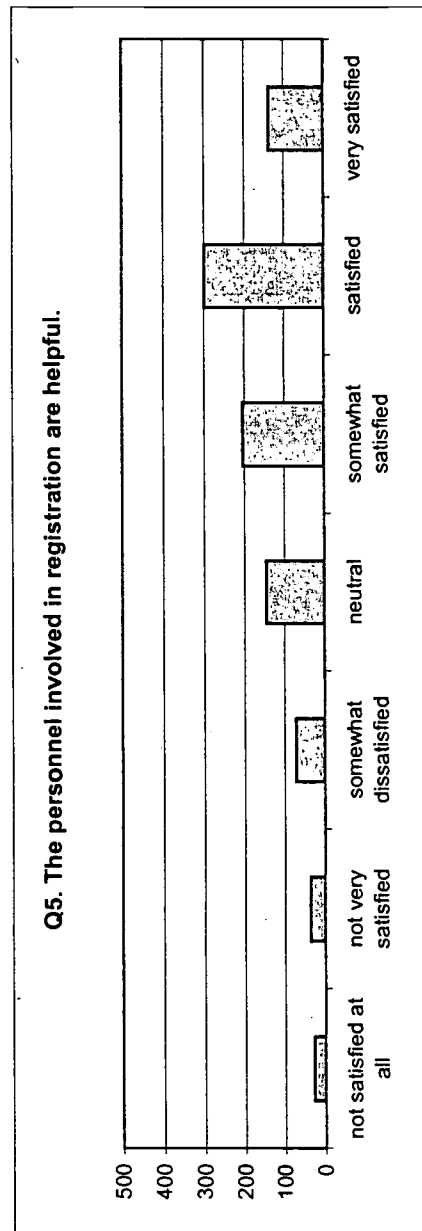 Q5. The personnel involved in registration are helpful.
500
400
300
200
100
0
not satisfied at
all
not very
satisfied
somewhat
dissatisfied
neutral
somewhat
satisfied
satisfied
very satisfied